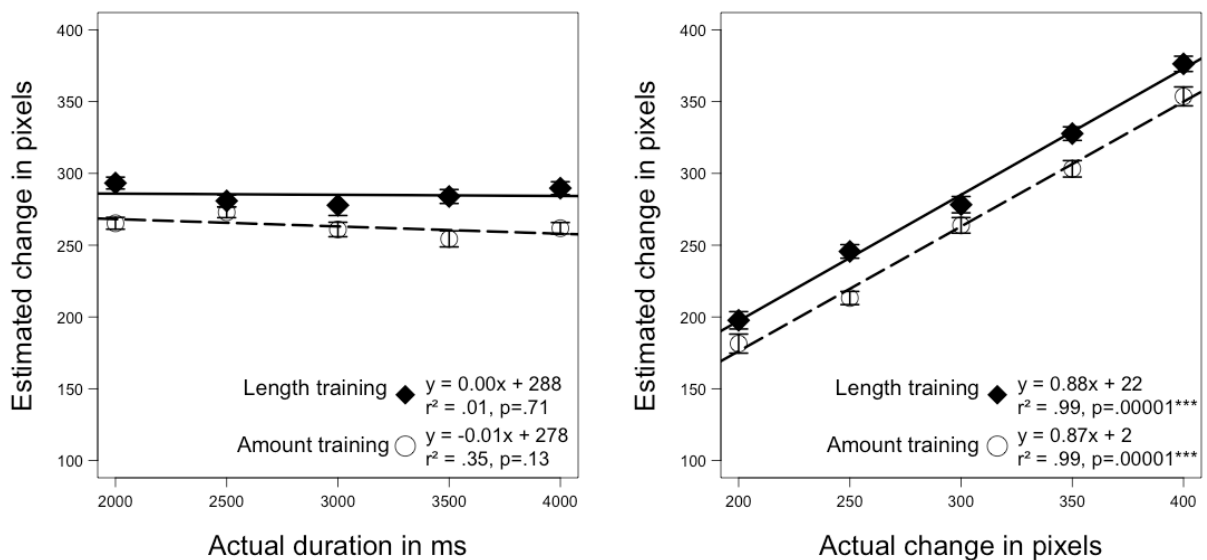 Estimated change in pixels
400
350
300
250
200
150
100
2000
2500
3000
3500
4000
Actual duration in ms
Length training
y = 0.00x + 288
r² = .01, p=.71
Amount training
y = -0.01x + 278
r² = .35, p=.13
Estimated change in pixels
400
350
300
250
200
150
100
200
250
300
350
400
Actual change in pixels
Length training
y = 0.88x + 22
r² = .99, p=.00001***
Amount training
y = 0.87x + 2
r² = .99, p=.00001***